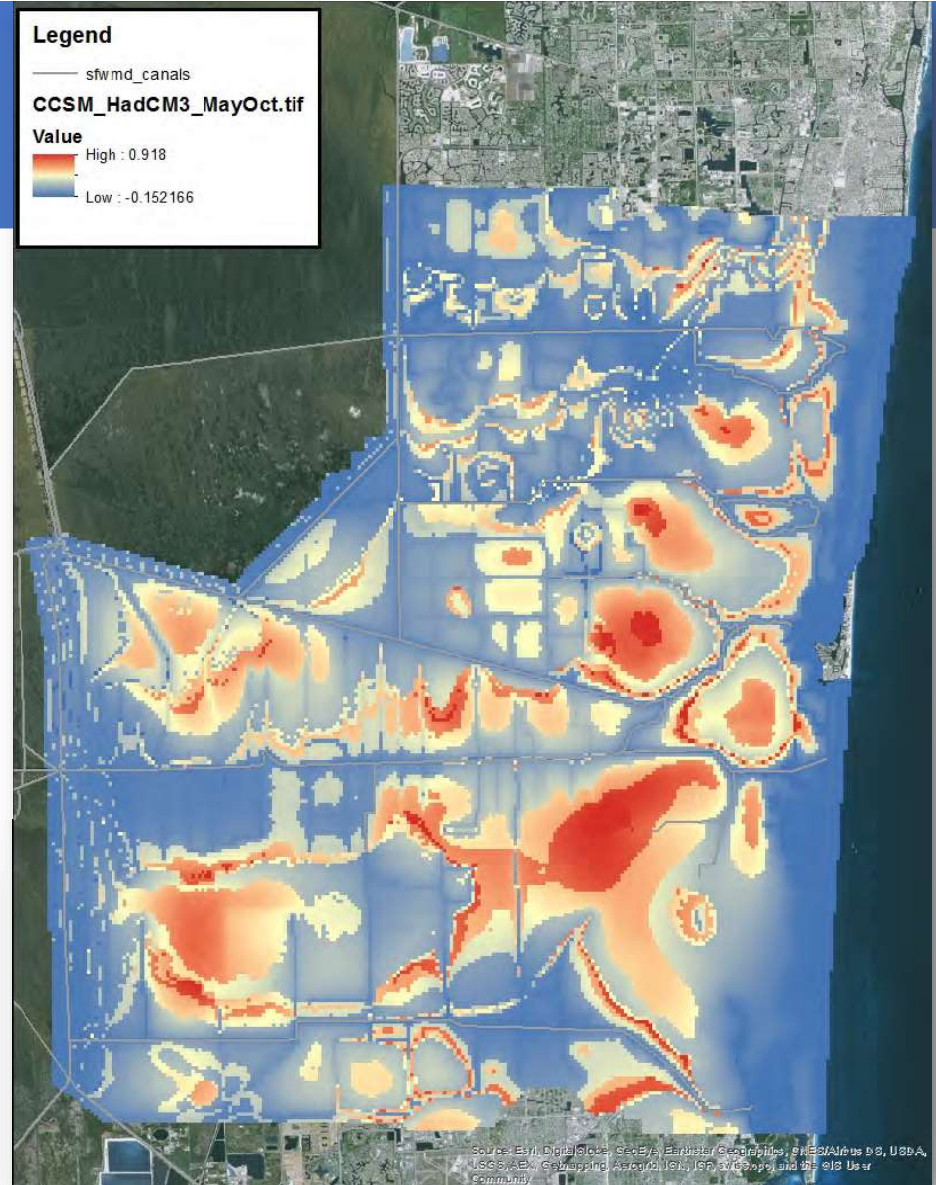 Legend
sfwmd_canals
CCSM_HadCM3_MayOct.tif
Value
High : 0.918
Low : -0.152166
Source: Esri, DigitalGlobe, GeoEye, Earthstar Geographics, CNES/Airbus DS, USDA,
USGS, AEX, Getmapping, Aerogrid, IGN, IGP, swisstopo, and the GIS User
Community